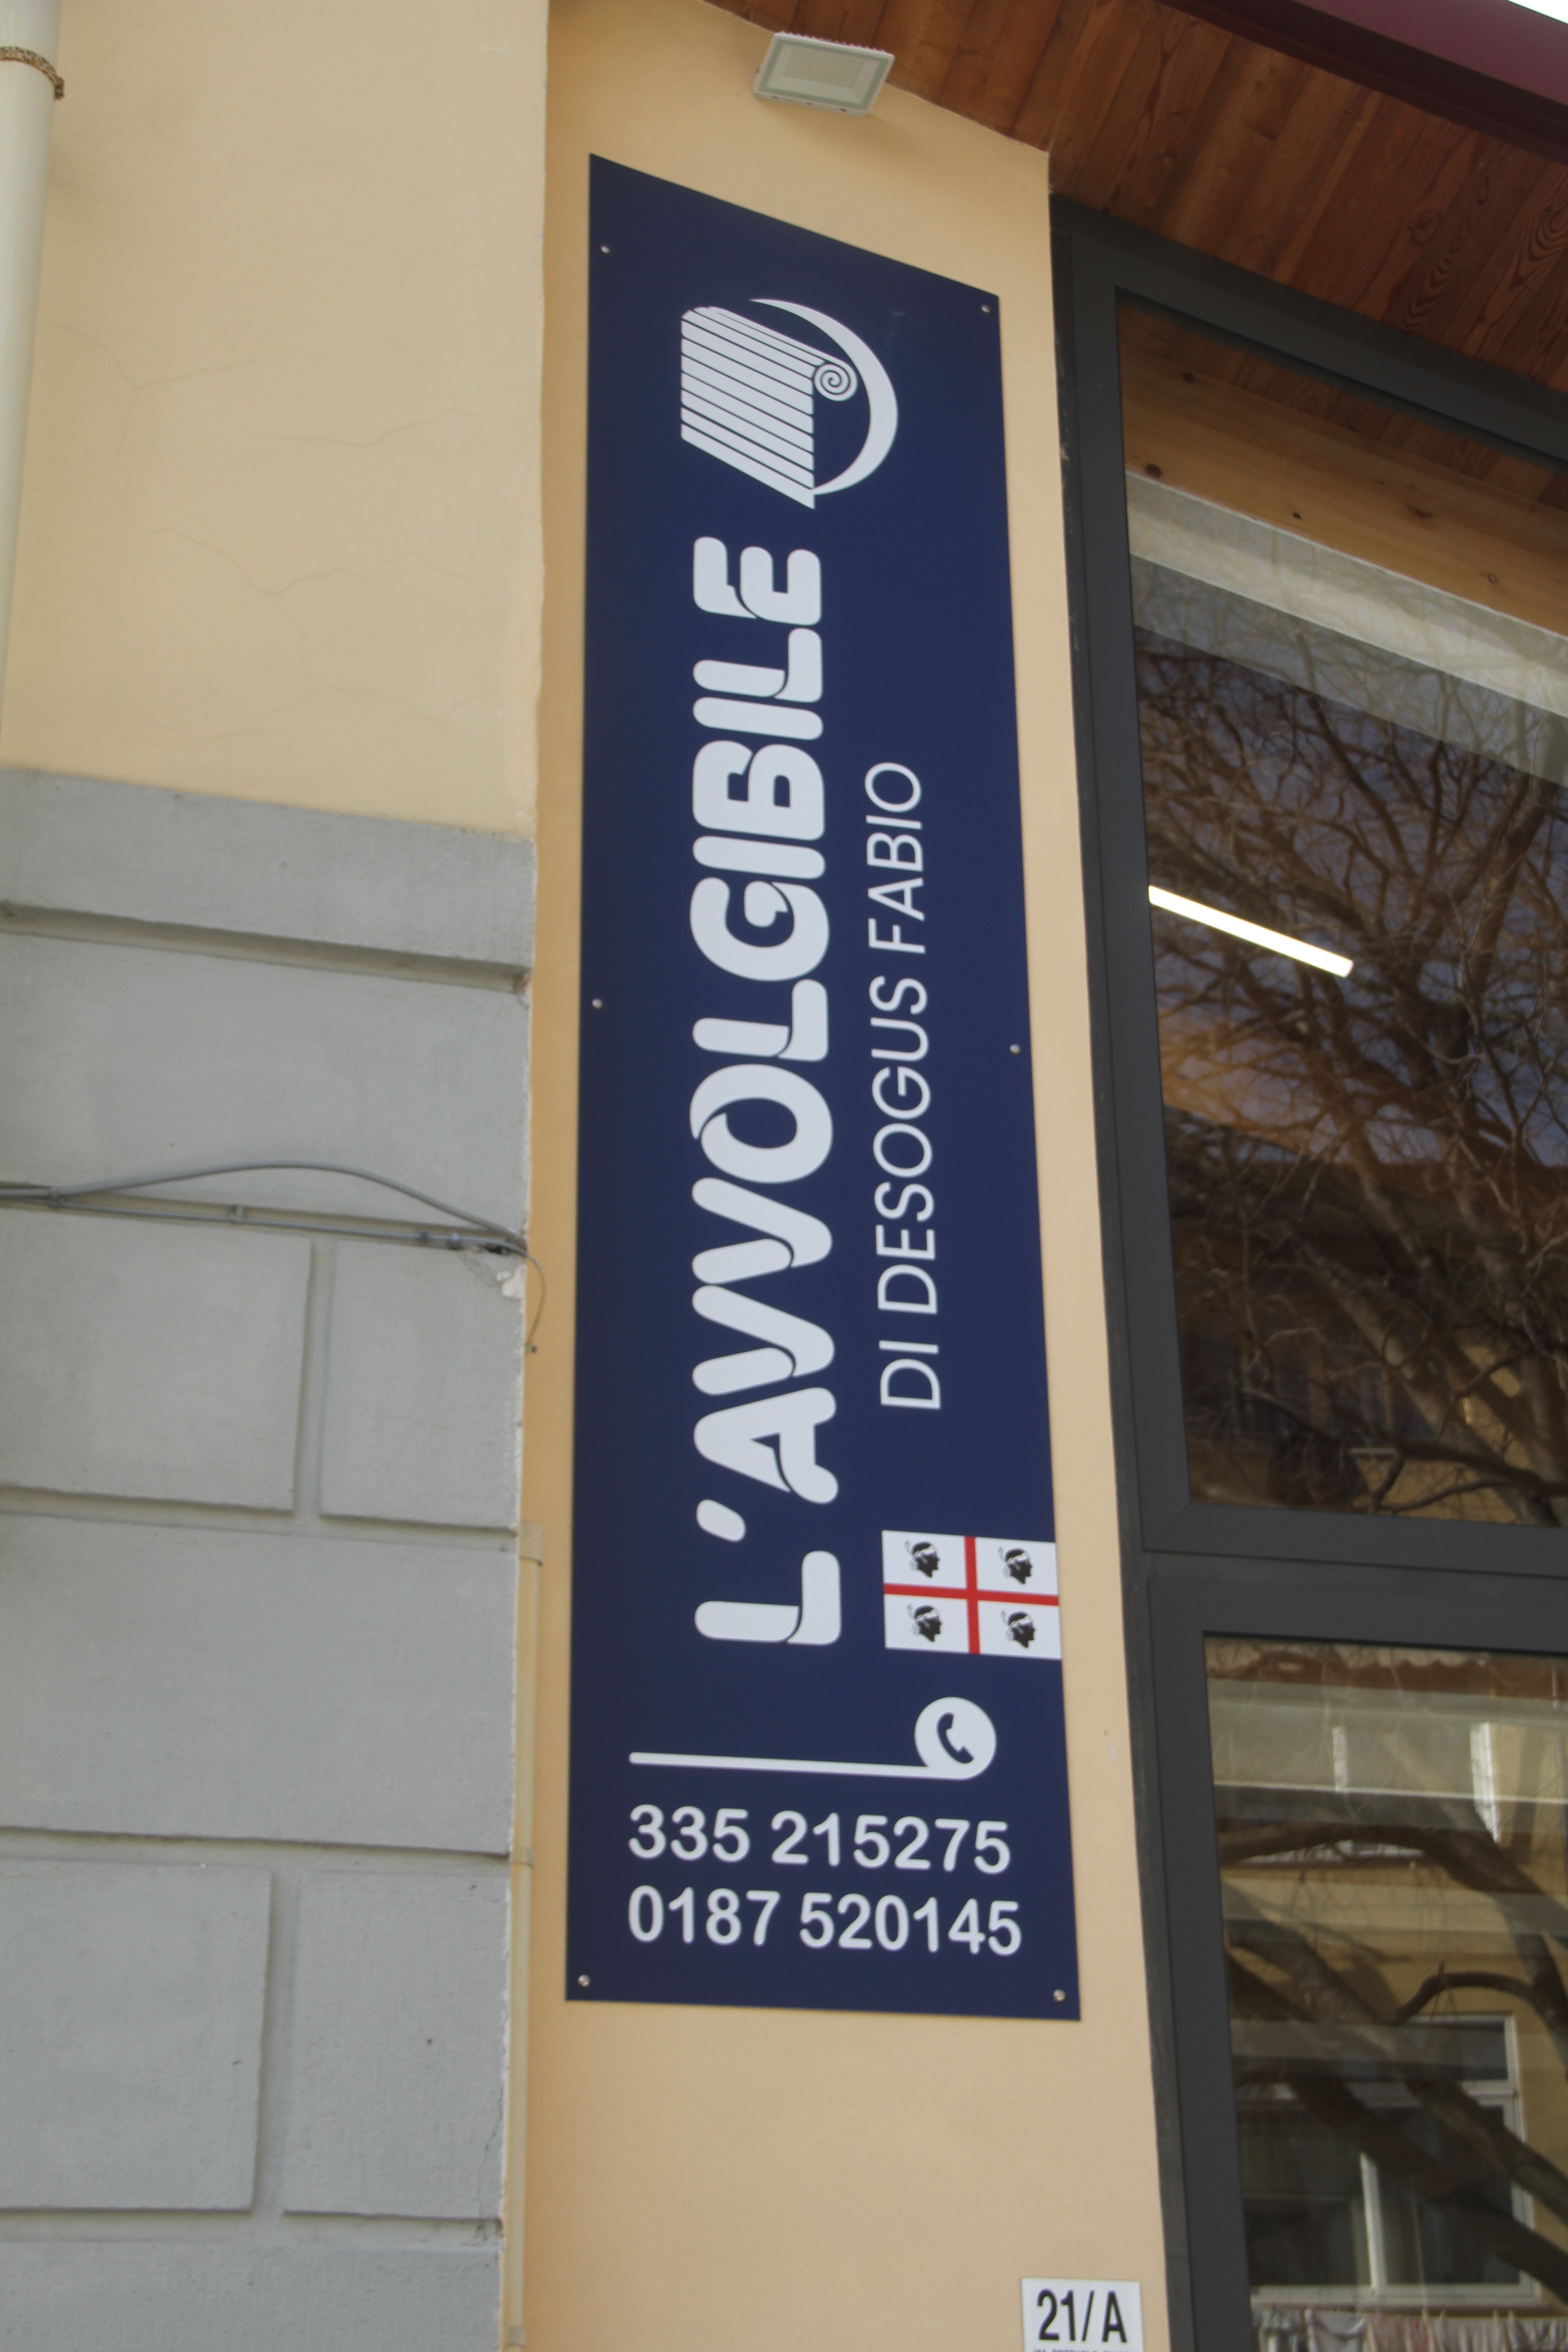 L'AVVOLGIBILE
DI DESOGUS FABIO
335 215275
0187 520145
21/A